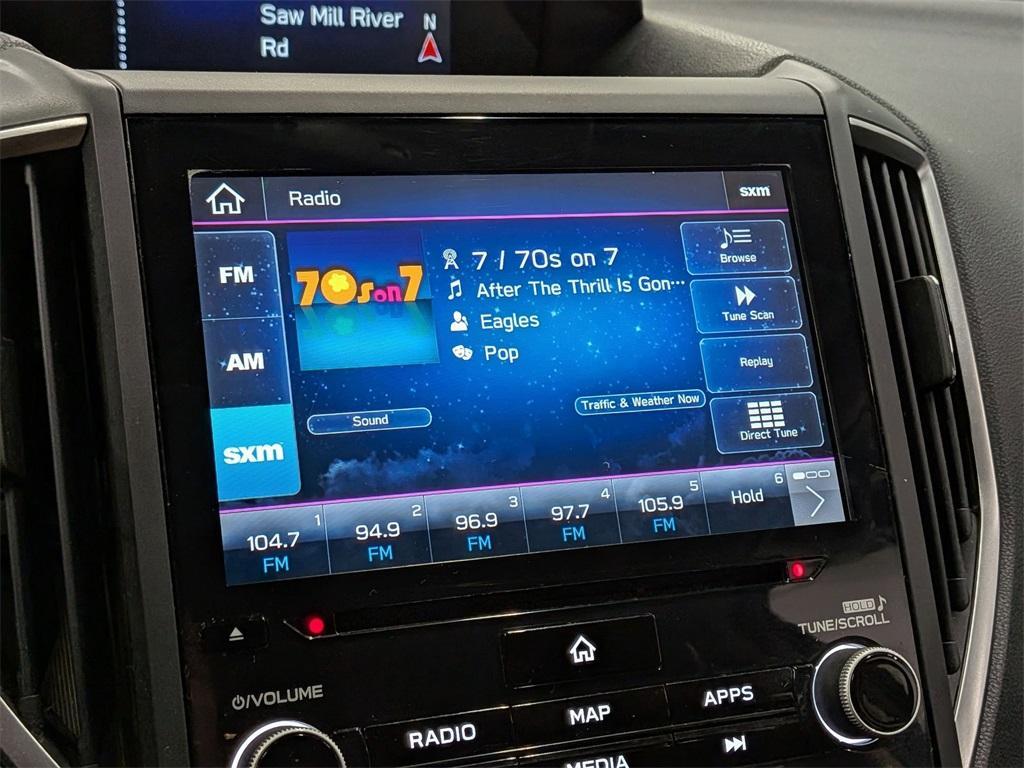 Saw Mill River
Rd
N
Radio
sxm
FM
AM
sxm
70s on 7
7 / 70s on 7
After The Thrill Is Gon...
Eagles
Pop
Browse
Tune Scan
Replay
Direct Tune
Sound
Traffic & Weather Now
1
104.7
FM
2
94.9
FM
3
96.9
FM
4
97.7
FM
5
105.9
FM
6
Hold
HOLD
TUNE/SCROLL
/VOLUME
RADIO
MAP
APPS
MEDIA